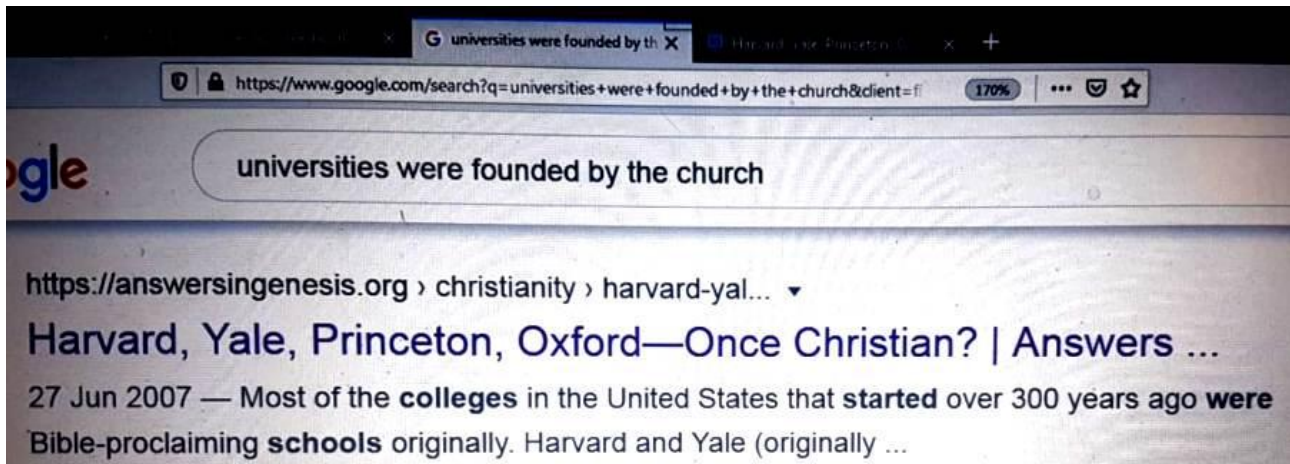 G universities were founded by th ×
+
https://www.google.com/search?q=universities+were+founded+by+the+church&client=fi 170% ...
ogle universities were founded by the church
https://answersingenesis.org › christianity › harvard-yal... ▾
Harvard, Yale, Princeton, Oxford—Once Christian? | Answers ...
27 Jun 2007 — Most of the colleges in the United States that started over 300 years ago were
Bible-proclaiming schools originally. Harvard and Yale (originally ...